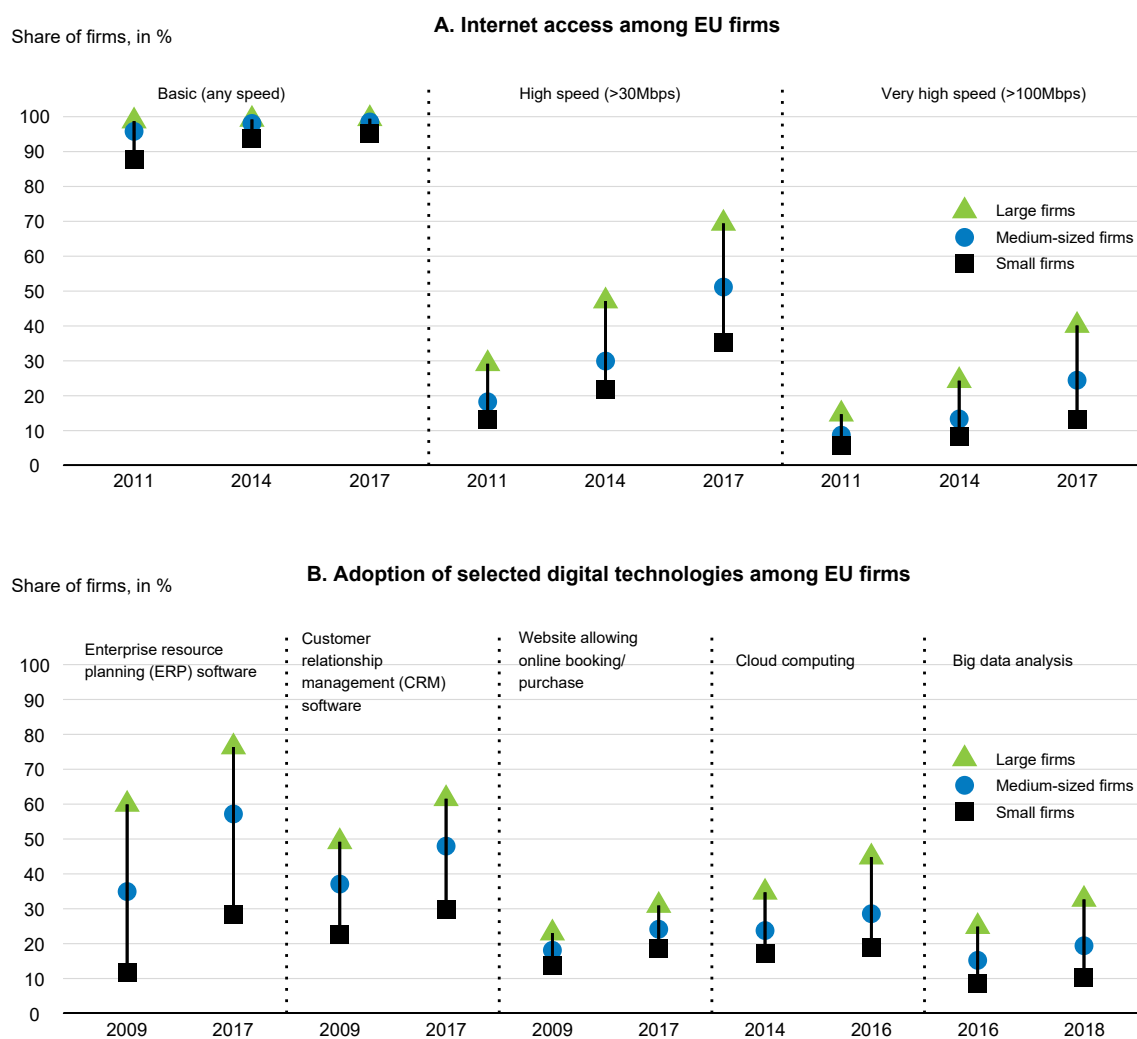 A. Internet access among EU firms
Share of firms, in %
Basic (any speed)
High speed (>30Mbps)
Very high speed (>100Mbps)
100
90
80
70
60
50
40
30
20
10
0
Large firms
Medium-sized firms
Small firms
2011
2014
2017
2011
2014
2017
2011
2014
2017
B. Adoption of selected digital technologies among EU firms
Share of firms, in %
Enterprise resource
planning (ERP) software
Customer
relationship
management (CRM)
software
Website allowing
online booking/
purchase
Cloud computing
Big data analysis
100
90
80
70
60
50
40
30
20
10
0
Large firms
Medium-sized firms
Small firms
2009
2017
2009
2017
2009
2017
2014
2016
2016
2018